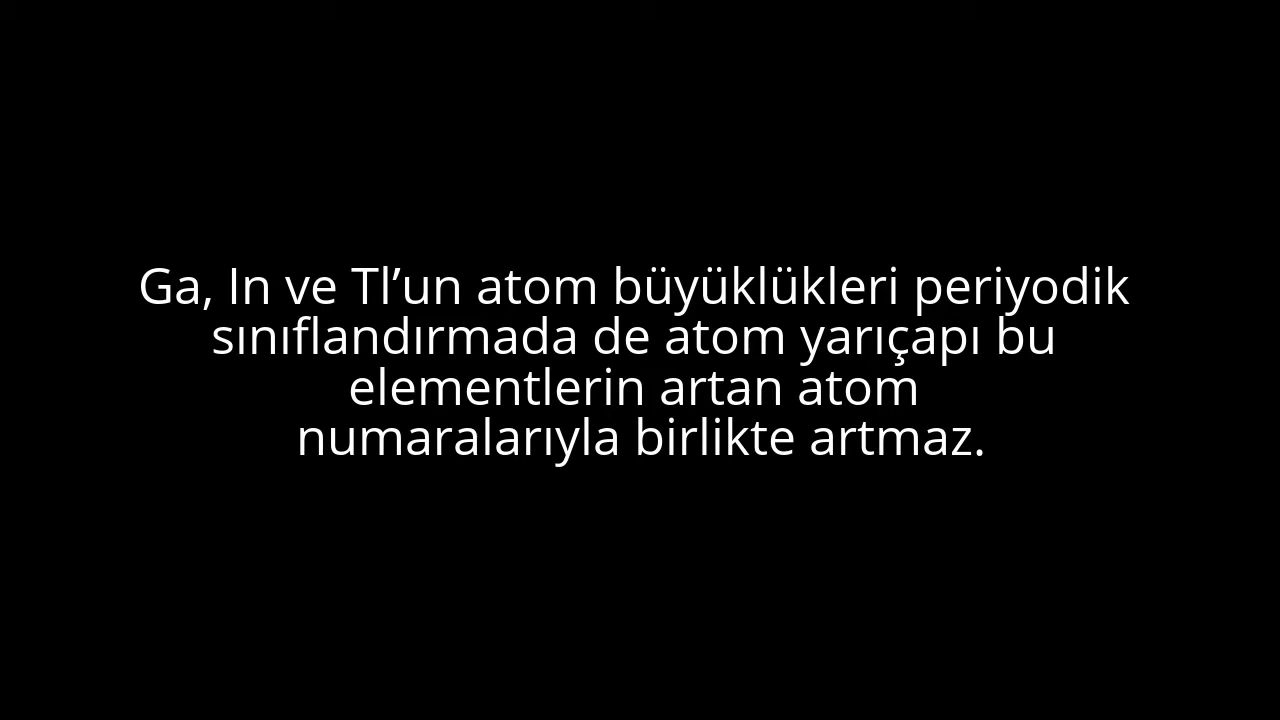 Ga, In ve Tl’un atom büyüklükleri periyodik
sınıflandırmada de atom yarıçapı bu
elementlerin artan atom
numaralarıyla birlikte artmaz.